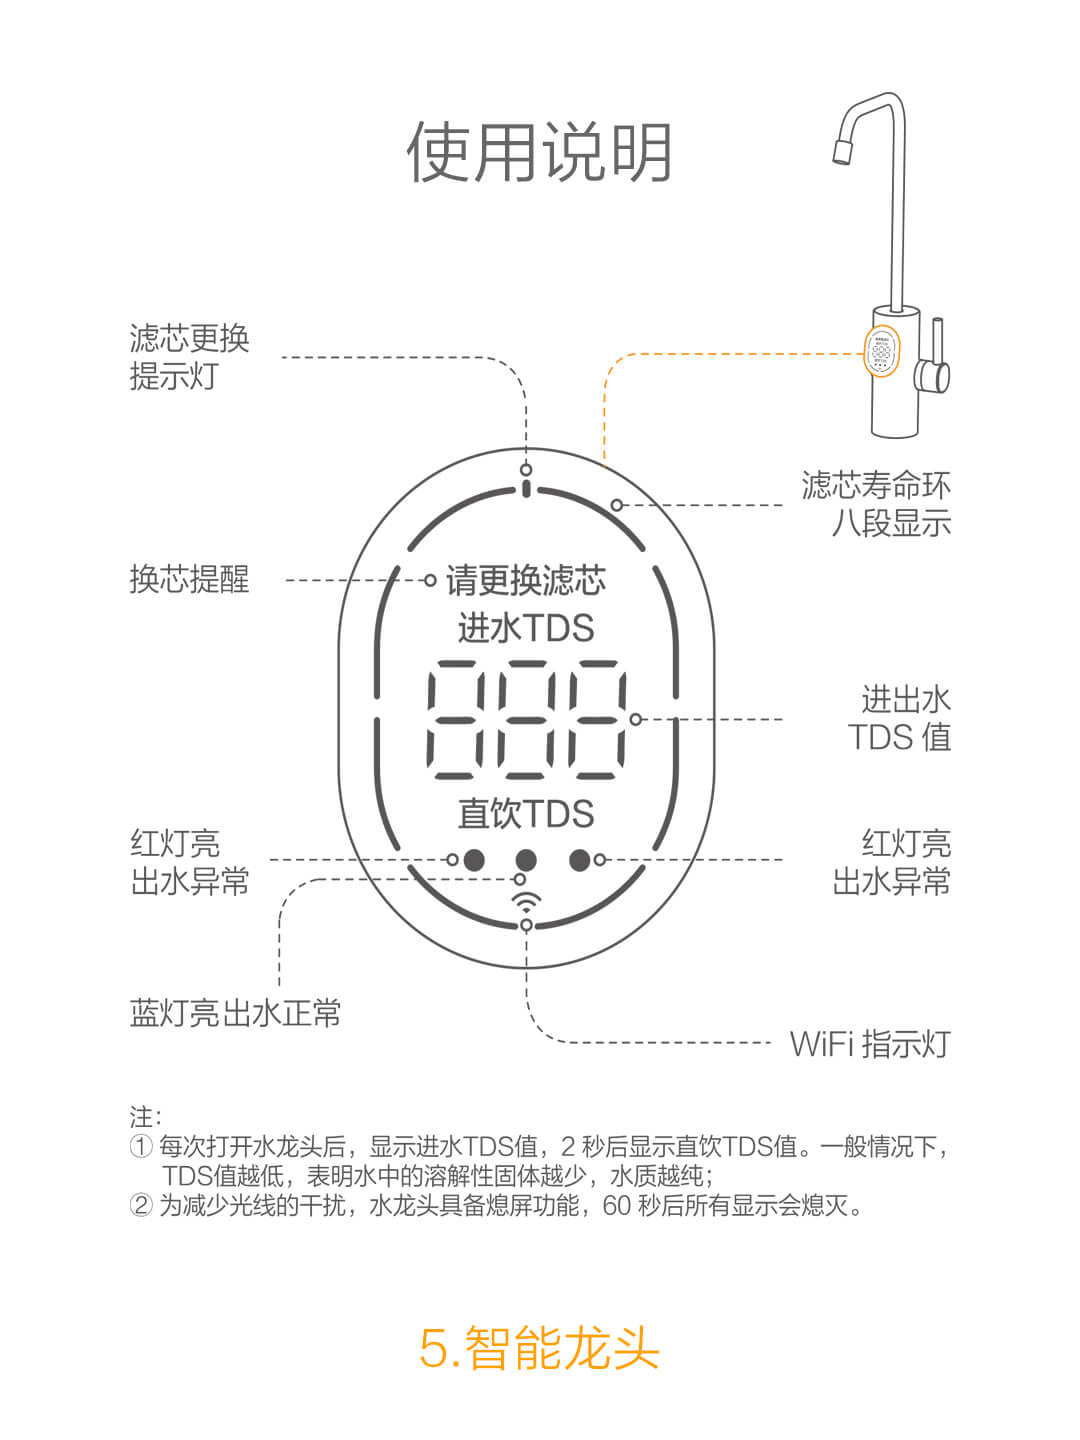 使用说明
滤芯更换
提示灯
滤芯寿命环
八段显示
换芯提醒
请更换滤芯
进水TDS
888
进出水
TDS 值
直饮TDS
红灯亮
出水异常
红灯亮
出水异常
蓝灯亮出水正常
WiFi 指示灯
注：
① 每次打开水龙头后，显示进水TDS值，2 秒后显示直饮TDS值。一般情况下，
TDS值越低，表明水中的溶解性固体越少，水质越纯；
② 为减少光线的干扰，水龙头具备熄屏功能，60 秒后所有显示会熄灭。
5.智能龙头